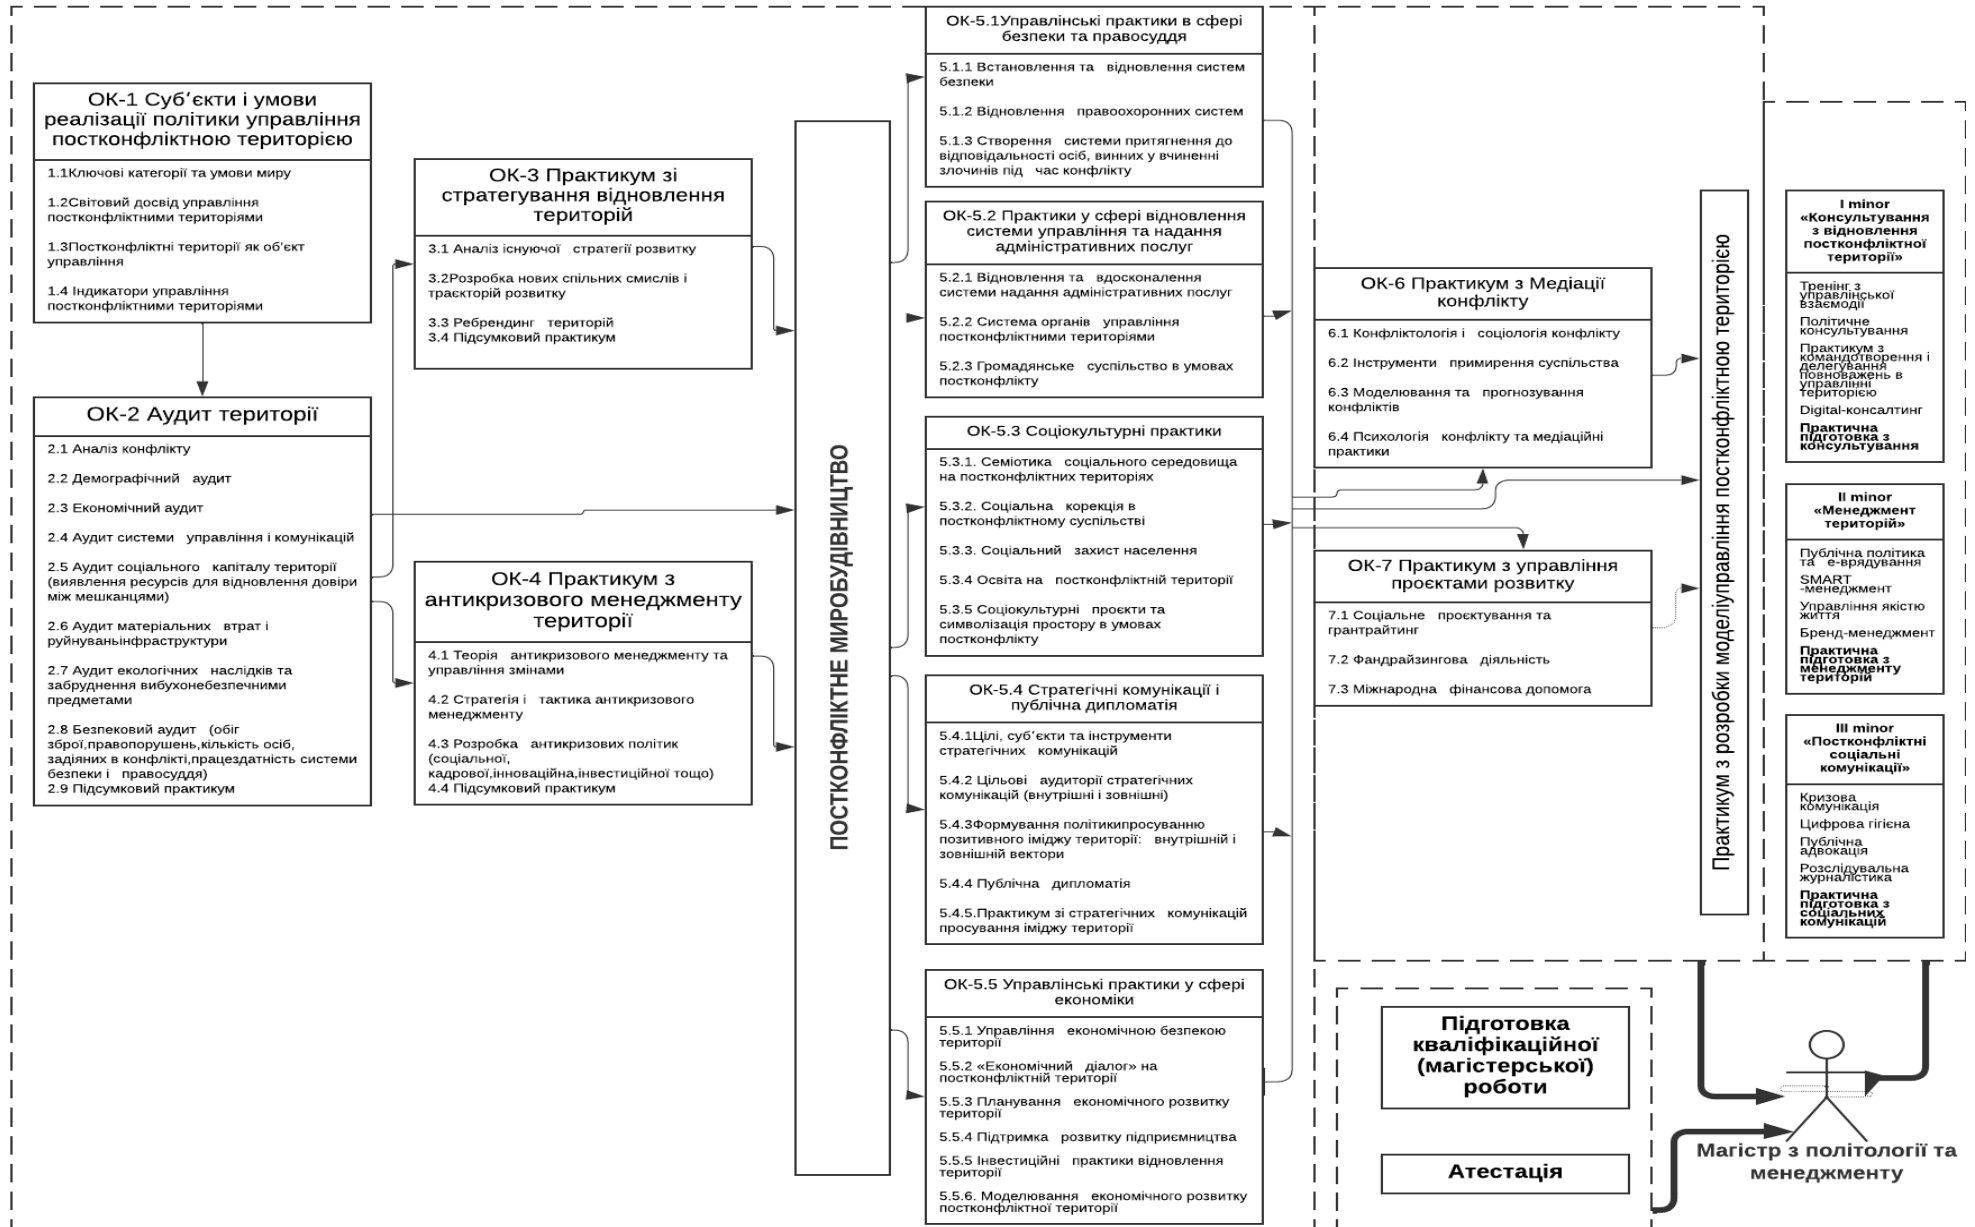 ОК-1 Суб’єкти і умови
реалізації політики управління
постконфліктною територією
1.1Ключові категорії та умови миру
1.2Світовий досвід управління
постконфліктними територіями
1.3Постконфліктні території як об’єкт
управління
1.4 Індикатори управління
постконфліктними територіями
ОК-2 Аудит території
2.1 Аналіз конфлікту
2.2 Демографічний аудит
2.3 Економічний аудит
2.4 Аудит системи управління і комунікацій
2.5 Аудит соціального капіталу території
(виявлення ресурсів для відновлення довіри
між мешканцями)
2.6 Аудит матеріальних втрат і
руйнуваньінфраструктури
2.7 Аудит екологічних наслідків та
забруднення вибухонебезпечними
предметами
2.8 Безпековий аудит (обіг
зброї,правопорушень,кількість осіб,
задіяних в конфлікті,працездатність системи
безпеки і правосуддя)
2.9 Підсумковий практикум
ОК-3 Практикум зі
стратегування відновлення
територій
3.1 Аналіз існуючої стратегії розвитку
3.2Розробка нових спільних смислів і
траєкторій розвитку
3.3 Ребрендинг територій
3.4 Підсумковий практикум
ОК-4 Практикум з
антикризового менеджменту
території
4.1 Теорія антикризового менеджменту та
управління змінами
4.2 Стратегія і тактика антикризового
менеджменту
4.3 Розробка антикризових політик
(соціальної,
кадрової,інноваційна,інвестиційної тощо)
4.4 Підсумковий практикум
ПОСТКОНФЛІКТНЕ МИРОБУДІВНИЦТВО
ОК-5.1Управлінські практики в сфері
безпеки та правосуддя
5.1.1 Встановлення та відновлення систем
безпеки
5.1.2 Відновлення правоохоронних систем
5.1.3 Створення системи притягнення до
відповідальності осіб, винних у вчиненні
злочинів під час конфлікту
ОК-5.2 Практики у сфері відновлення
системи управління та надання
адміністративних послуг
5.2.1 Відновлення та вдосконалення
системи надання адміністративних послуг
5.2.2 Система органів управління
постконфліктними територіями
5.2.3 Громадянське суспільство в умовах
постконфлікту
ОК-5.3 Соціокультурні практики
5.3.1. Семіотика соціального середовища
на постконфліктних територіях
5.3.2. Соціальна корекція в
постконфліктному суспільстві
5.3.3. Соціальний захист населення
5.3.4 Освіта на постконфліктній території
5.3.5 Соціокультурні проєкти та
символізація простору в умовах
постконфлікту
ОК-5.4 Стратегічні комунікації і
публічна дипломатія
5.4.1Цілі, суб’єкти та інструменти
стратегічних комунікацій
5.4.2 Цільові аудиторії стратегічних
комунікацій (внутрішні і зовнішні)
5.4.3Формування політикипросуванню
позитивного іміджу території: внутрішній і
зовнішній вектори
5.4.4 Публічна дипломатія
5.4.5.Практикум зі стратегічних комунікацій
просування іміджу території
ОК-5.5 Управлінські практики у сфері
економіки
5.5.1 Управління економічною безпекою
території
5.5.2 «Економічний діалог» на
постконфліктній території
5.5.3 Планування економічного розвитку
території
5.5.4 Підтримка розвитку підприємництва
5.5.5 Інвестиційні практики відновлення
території
5.5.6. Моделювання економічного розвитку
постконфліктної території
ОК-6 Практикум з Медіації
конфлікту
6.1 Конфліктологія і соціологія конфлікту
6.2 Інструменти примирення суспільства
6.3 Моделювання та прогнозування
конфліктів
6.4 Психологія конфлікту та медіаційні
практики
ОК-7 Практикум з управління
проєктами розвитку
7.1 Соціальне проєктування та
грантрайтинг
7.2 Фандрайзингова діяльність
7.3 Міжнародна фінансова допомога
Практикум з розробки моделіуправління постконфліктною територією
I minor
«Консультування
з відновлення
постконфліктної
території»
Тренінг з
управлінської
взаємодії
Політичне
консультування
Практикум з
командотворення і
делегування
повноважень в
управлінні
територією
Digital-консалтинг
Практична
підготовка з
консультування
II minor
«Менеджмент
територій»
Публічна політика
та е-врядування
SMART
-менеджмент
Управління якістю
життя
Бренд-менеджмент
Практична
підготовка з
менеджменту
територій
III minor
«Постконфліктні
соціальні
комунікації»
Кризова
комунікація
Цифрова гігієна
Публічна
адвокація
Розслідувальна
журналістика
Практична
підготовка з
соціальних
комунікацій
Підготовка
кваліфікаційної
(магістерської)
роботи
Атестація
Магістр з політології та
менеджменту